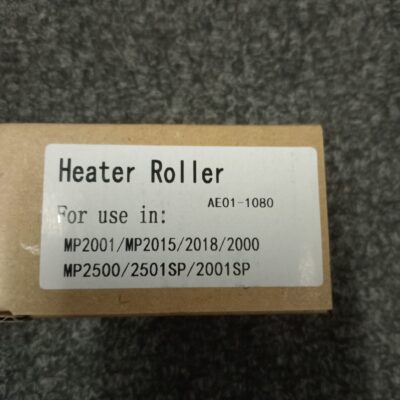 Heater Roller
AE01-1080
For use in:
MP2001/MP2015/2018/2000
MP2500/2501SP/2001SP